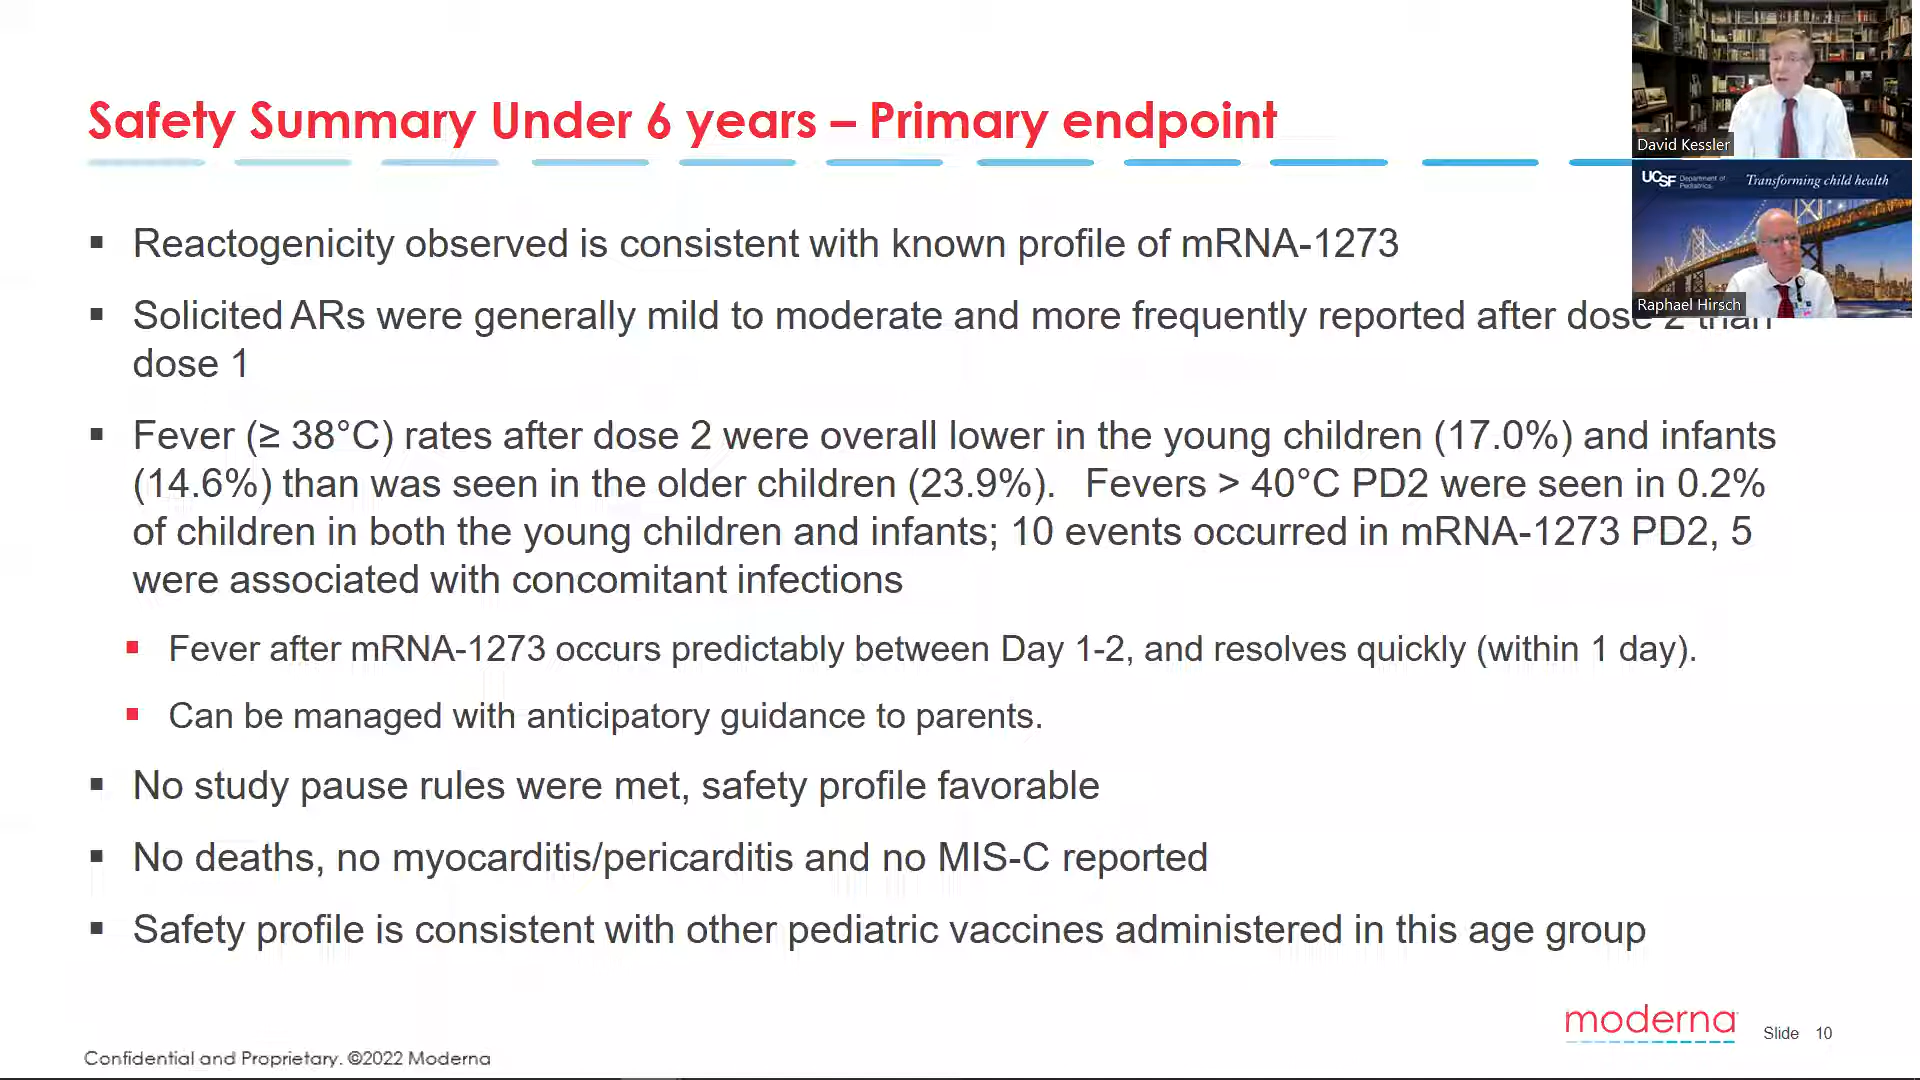 Safety Summary Under 6 years – Primary endpoint
David Kessler
UCSF Department of Pediatrics
Transforming child health
Raphael Hirsch
▪ Reactogenicity observed is consistent with known profile of mRNA-1273
▪ Solicited ARs were generally mild to moderate and more frequently reported after dose 2 than
dose 1
▪ Fever (≥ 38°C) rates after dose 2 were overall lower in the young children (17.0%) and infants
(14.6%) than was seen in the older children (23.9%). Fevers > 40°C PD2 were seen in 0.2%
of children in both the young children and infants; 10 events occurred in mRNA-1273 PD2, 5
were associated with concomitant infections
▪ Fever after mRNA-1273 occurs predictably between Day 1-2, and resolves quickly (within 1 day).
▪ Can be managed with anticipatory guidance to parents.
▪ No study pause rules were met, safety profile favorable
▪ No deaths, no myocarditis/pericarditis and no MIS-C reported
▪ Safety profile is consistent with other pediatric vaccines administered in this age group
moderna
Slide 10
Confidential and Proprietary. ©2022 Moderna